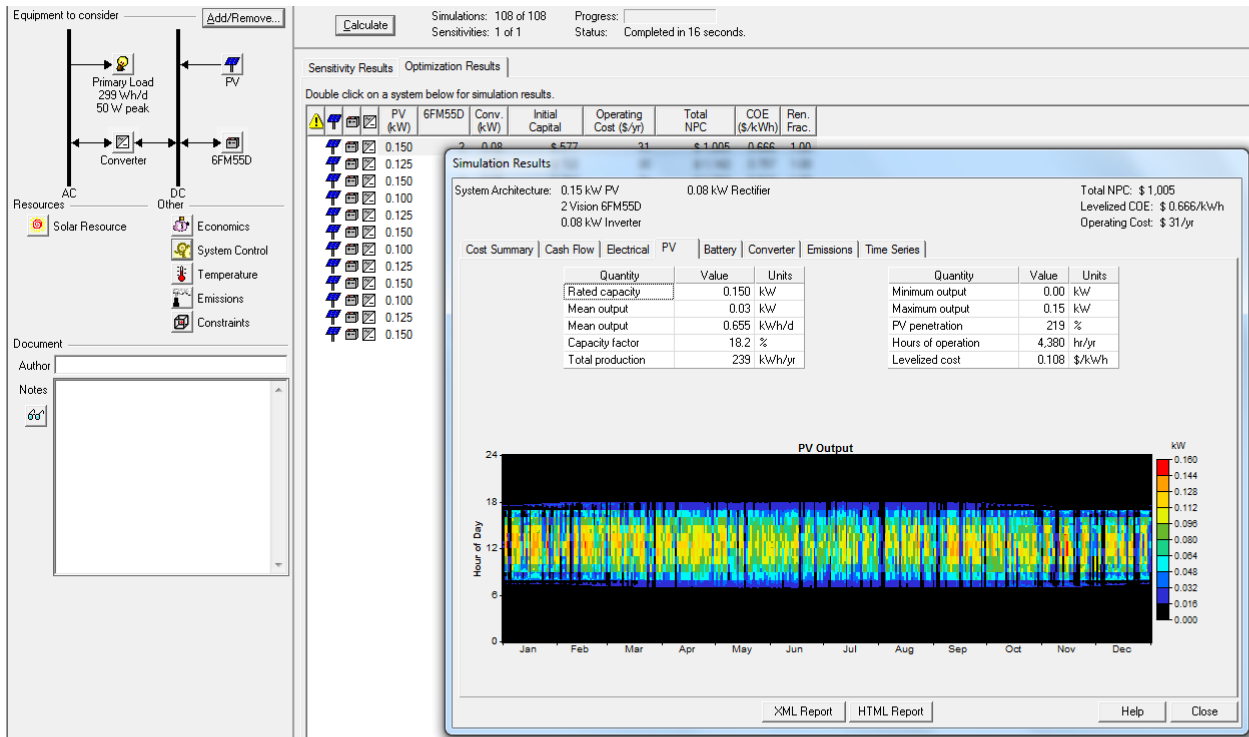 Equipment to consider
Add/Remove...
Primary Load
299 Wh/d
50 W peak
PV
Converter
6FM55D
AC
DC
Resources
Other
Solar Resource
Economics
System Control
Temperature
Emissions
Constraints
Document
Author
Notes
Calculate
Simulations: 108 of 108
Progress:
Sensitivities: 1 of 1
Status: Completed in 16 seconds.
Sensitivity Results
Optimization Results
Double click on a system below for simulation results.
PV (kW) 6FM55D Conv. (kW) Initial Capital Operating Cost ($/yr) Total NPC COE ($/kWh) Ren. Frac.
0.150 2 0.08 $ 577 31 $ 1,005 0.666 1.00
0.125
0.150
0.100
0.125
0.150
0.100
0.125
0.150
0.100
0.125
0.150
Simulation Results
System Architecture: 0.15 kW PV 0.08 kW Rectifier
2 Vision 6FM55D
0.08 kW Inverter
Total NPC: $ 1,005
Levelized COE: $ 0.666/kWh
Operating Cost: $ 31/yr
Cost Summary Cash Flow Electrical PV Battery Converter Emissions Time Series
Quantity Value Units
Rated capacity 0.150 kW
Mean output 0.03 kW
Mean output 0.655 kWh/d
Capacity factor 18.2 %
Total production 239 kWh/yr
Quantity Value Units
Minimum output 0.00 kW
Maximum output 0.15 kW
PV penetration 219 %
Hours of operation 4,380 hr/yr
Levelized cost 0.108 $/kWh
PV Output
Hour of Day
24
18
12
6
0
Jan Feb Mar Apr May Jun Jul Aug Sep Oct Nov Dec
kW
0.160
0.144
0.128
0.112
0.096
0.080
0.064
0.048
0.032
0.016
0.000
XML Report
HTML Report
Help
Close